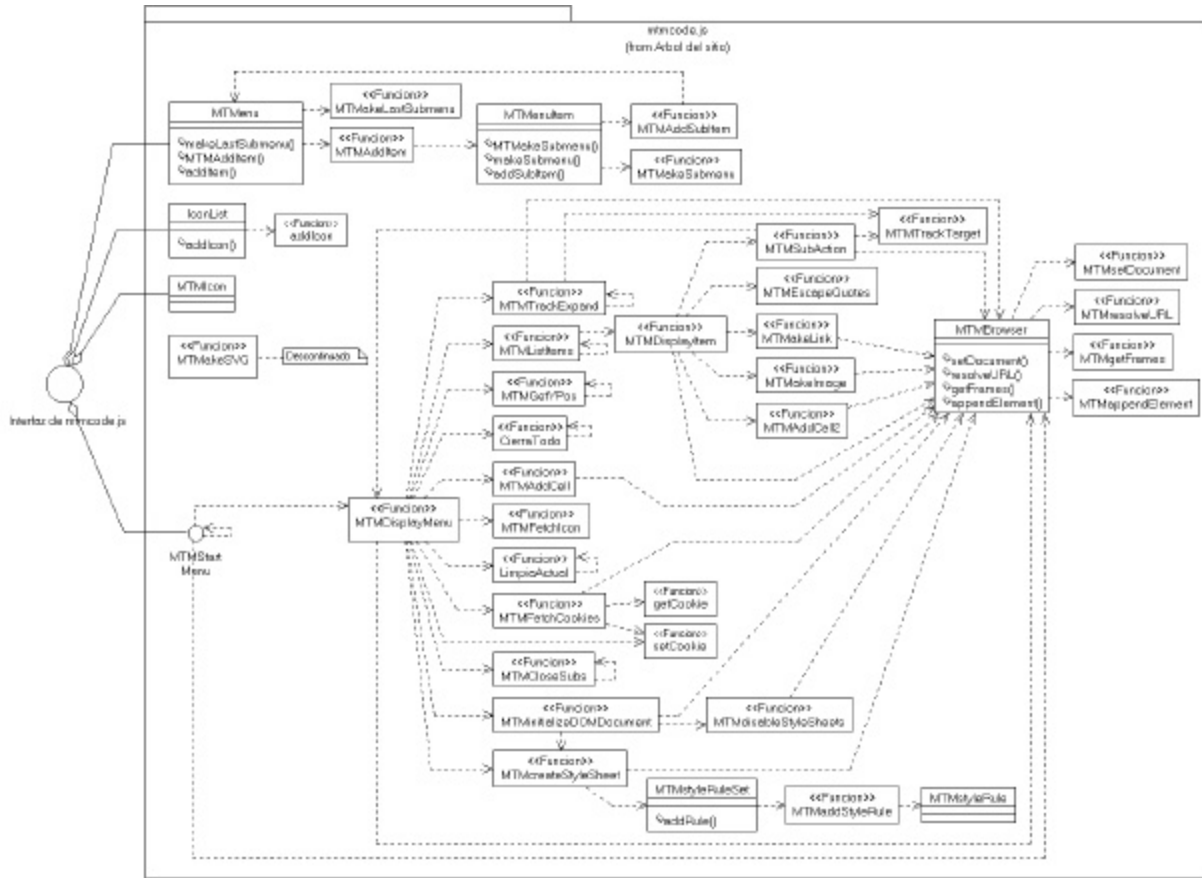 mtmcode.js
(from Arbol del sitio)
MTMenu
makeLastSubmenu()
MTMAddItem()
addItem()
<<Funcion>>
MTMakeLastSubmenu
<<Funcion>>
MTMAddItem
MTMenuItem
MTMakeSubmenu()
makeSubmenu()
addSubItem()
<<Funcion>>
MTMAddSubItem
<<Funcion>>
MTMakeSubmenu
IconList
addIcon()
<<Funcion>>
addIcon
MTMIcon
<<Funcion>>
MTMakeSVG
Descontinuado
Interfaz de mtmcode.js
MTMStart
Menu
<<Funcion>>
MTMDisplayMenu
<<Funcion>>
MTMTrackExpand
<<Funcion>>
MTMListItems
<<Funcion>>
MTMGetYPos
<<Funcion>>
CierraTodo
<<Funcion>>
MTMAddCell
<<Funcion>>
MTMFetchIcon
<<Funcion>>
LimpiaActual
<<Funcion>>
MTMFetchCookies
<<Funcion>>
getCookie
<<Funcion>>
setCookie
<<Funcion>>
MTMCloseSubs
<<Funcion>>
MTMinitializeDOMDocument
<<Funcion>>
MTMdisableStyleSheets
<<Funcion>>
MTMcreateStyleSheet
MTMstyleRuleSet
addRule()
<<Funcion>>
MTMaddStyleRule
MTMstyleRule
<<Funcion>>
MTMDisplayItem
<<Funcion>>
MTMSubAction
<<Funcion>>
MTMTrackTarget
<<Funcion>>
MTMEscapeQuotes
<<Funcion>>
MTMakeLink
<<Funcion>>
MTMakeImage
<<Funcion>>
MTMAddCell2
MTMBrowser
setDocument()
resolveURL()
getFrames()
appendElement()
<<Funcion>>
MTMsetDocument
<<Funcion>>
MTMresolveURL
<<Funcion>>
MTMgetFrames
<<Funcion>>
MTMappendElement